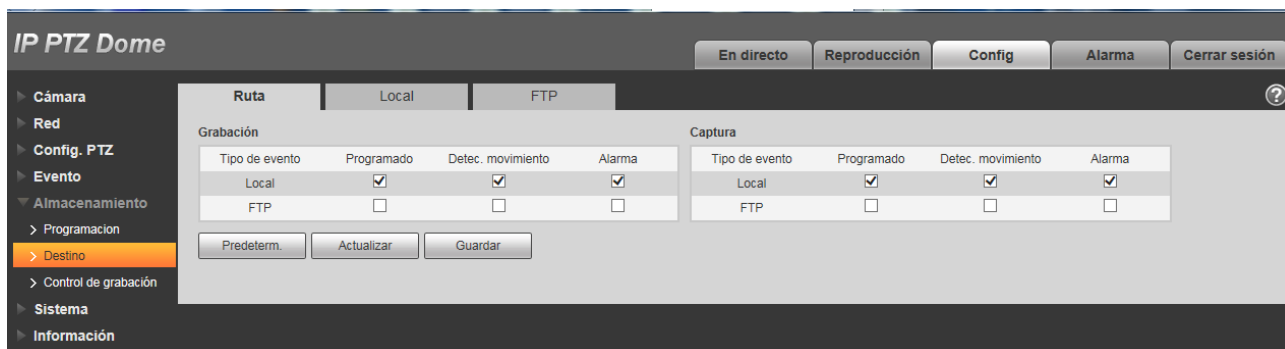 IP PTZ Dome
En directo Reproducción Config Alarma Cerrar sesión
Cámara
Red
Config. PTZ
Evento
Almacenamiento
> Programacion
> Destino
> Control de grabación
Sistema
Información
Ruta Local FTP
?
Grabación
Tipo de evento Programado Detec. movimiento Alarma
Local
FTP
Predeterm. Actualizar Guardar
Captura
Tipo de evento Programado Detec. movimiento Alarma
Local
FTP